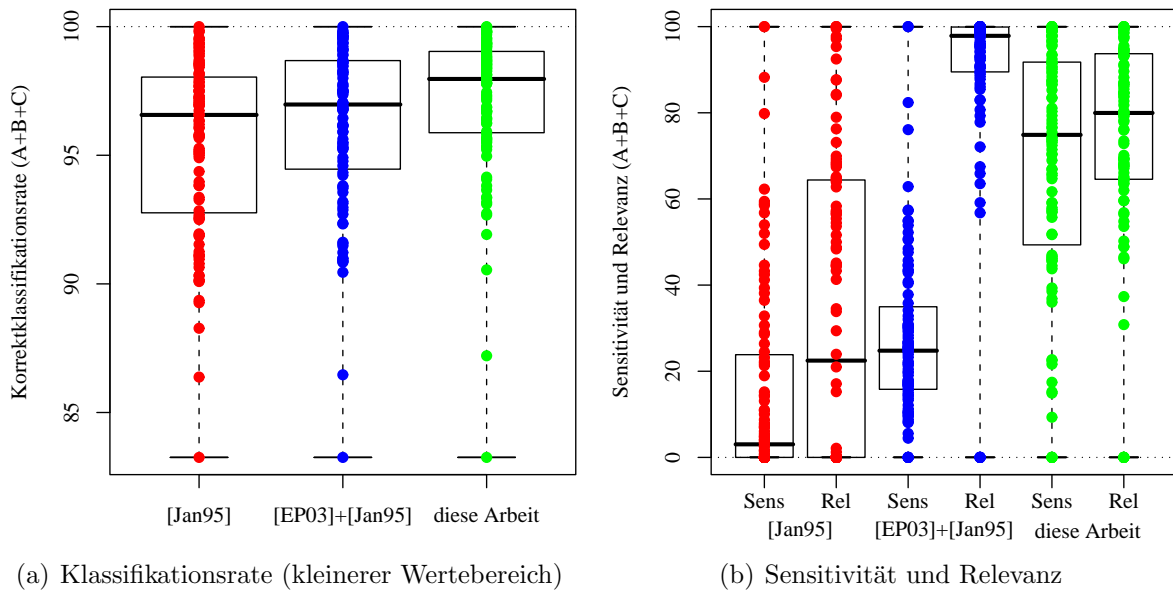 Korrektklassifikationsrate (A+B+C)
100
95
90
85
[Jan95]
[EP03]+[Jan95]
diese Arbeit
(a) Klassifikationsrate (kleinerer Wertebereich)
Sensitivität und Relevanz (A+B+C)
100
80
60
40
20
0
Sens Rel Sens Rel Sens Rel
[Jan95] [EP03]+[Jan95] diese Arbeit
(b) Sensitivität und Relevanz